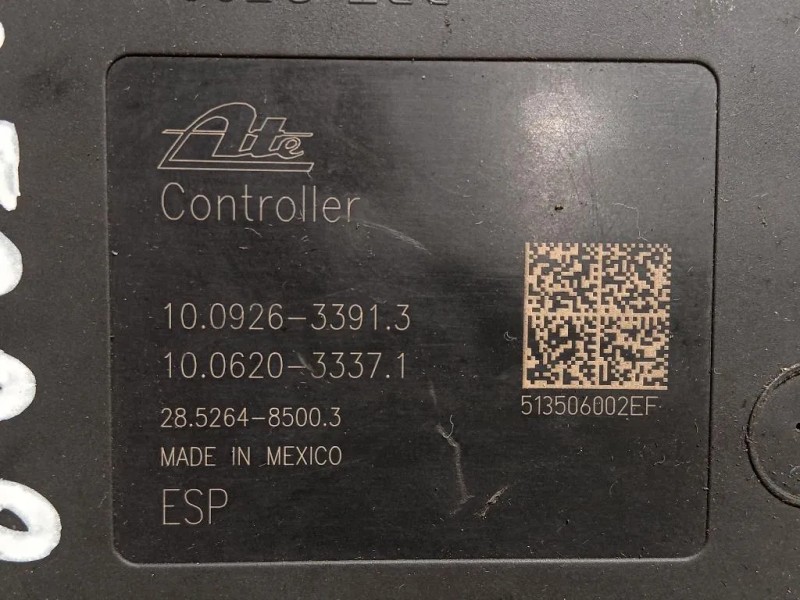 Ate
Controller
10.0926-3391.3
10.0620-3337.1
28.5264-8500.3
MADE IN MEXICO
ESP
513506002EF